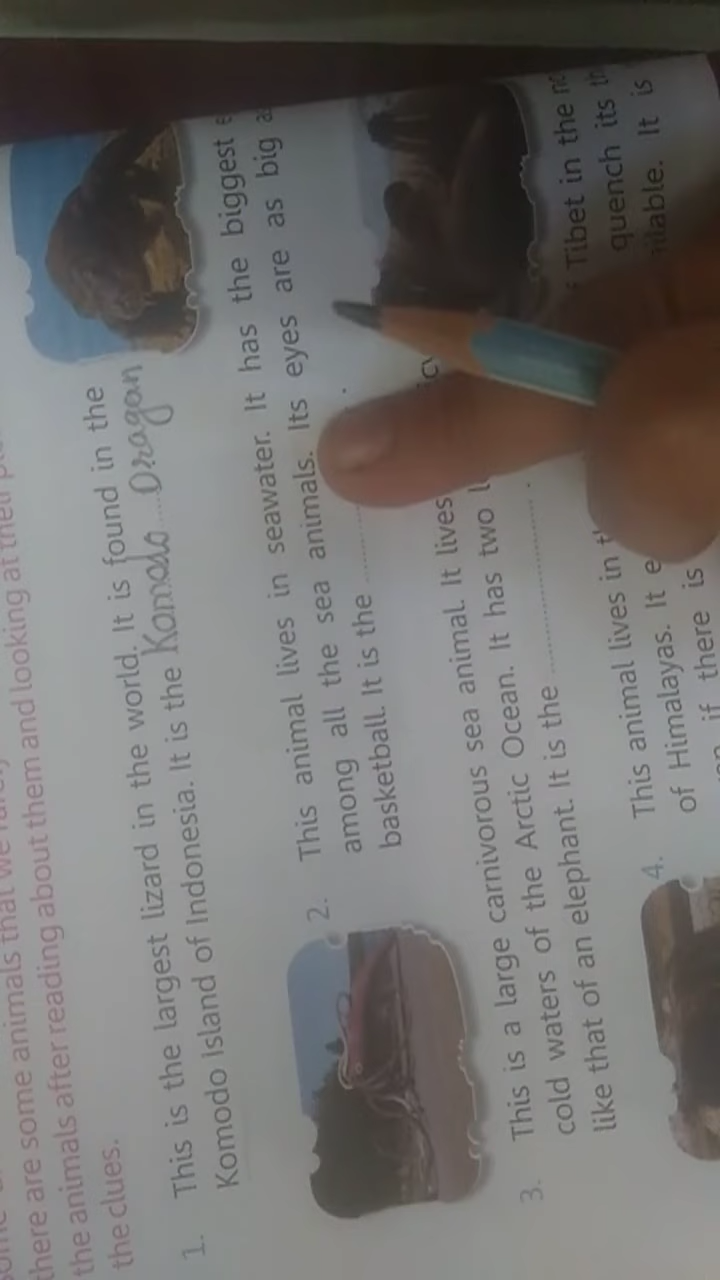 there are some animals that we
the animals after reading about them and looking at their
the clues.
1. This is the largest lizard in the world. It is found in the
Komodo island of Indonesia. It is the Komodo Dragan
2. This animal lives in seawater. It has the biggest
among all the sea animals. Its eyes are as big
basketball. It is the ............ .
3. This is a large carnivorous sea animal. It lives
cold waters of the Arctic Ocean. It has two
like that of an elephant. It is the ............ .
4. This animal lives in Tibet in the
of Himalayas. It quench its
if there is It is